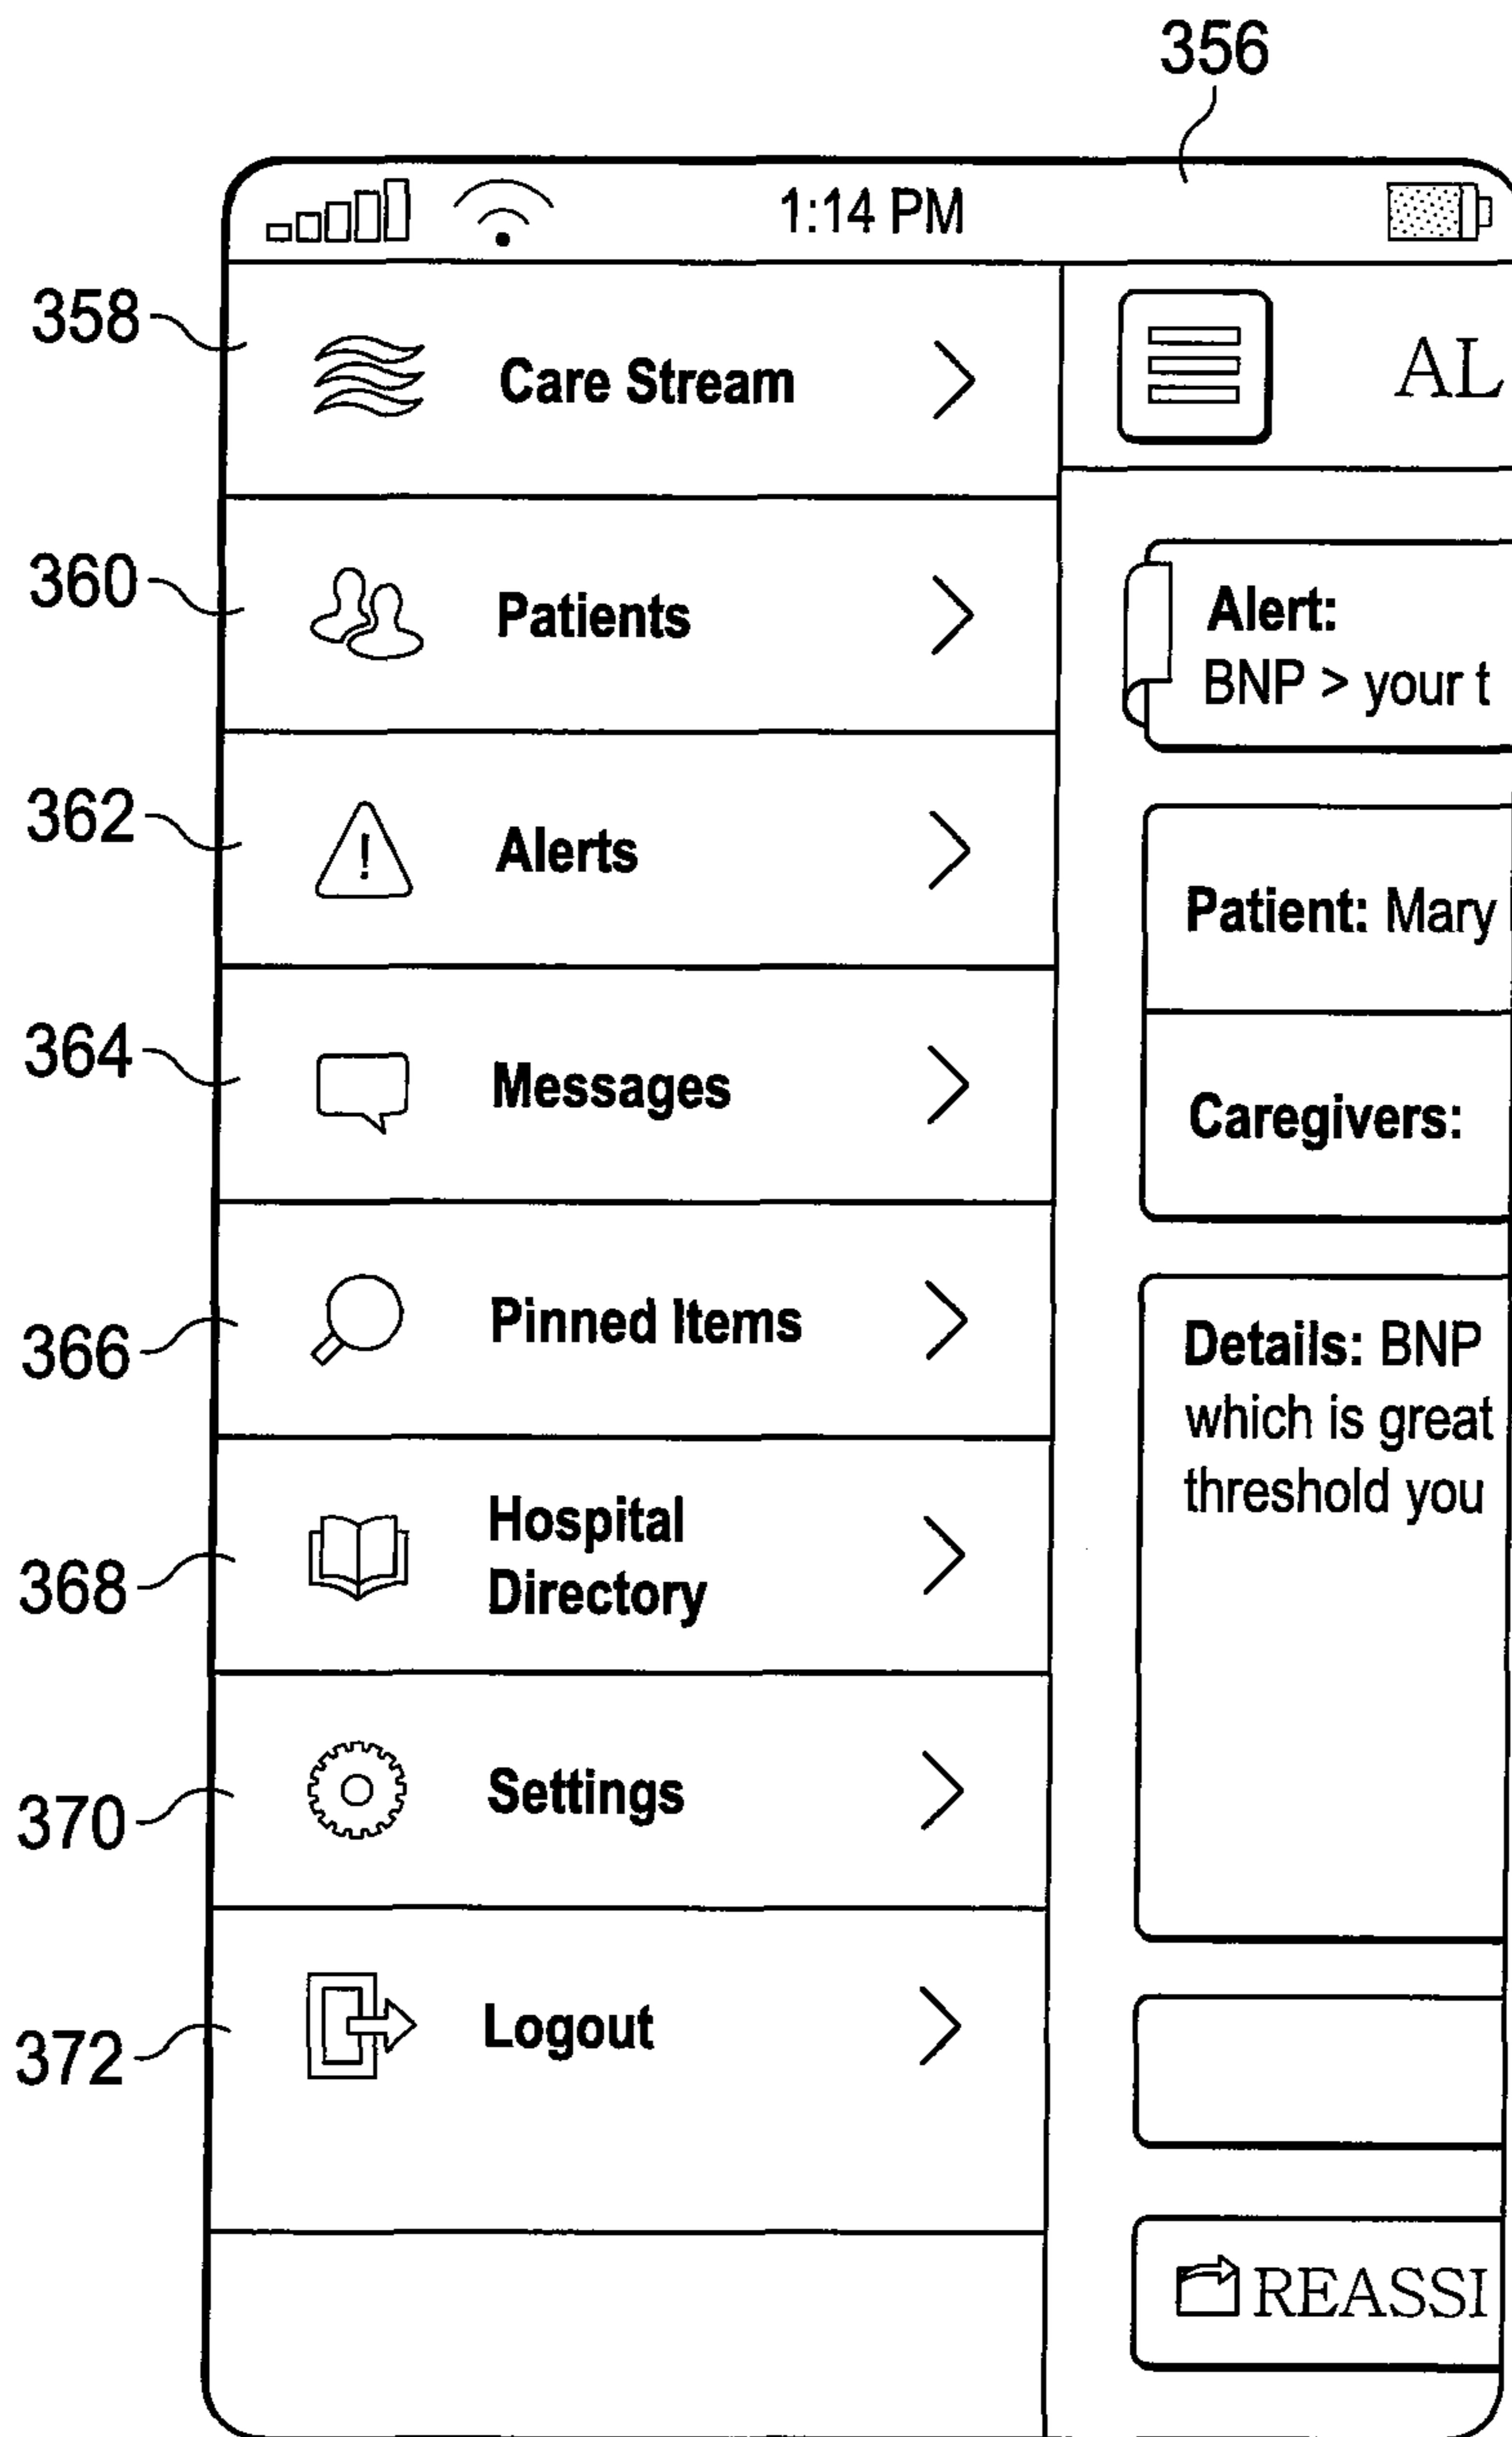 356
1:14 PM
358
Care Stream
AL
360
Patients
Alert:
BNP > your t
362
Alerts
Patient: Mary
364
Messages
Caregivers:
366
Pinned Items
Details: BNP
which is great
threshold you
368
Hospital
Directory
370
Settings
372
Logout
REASSI